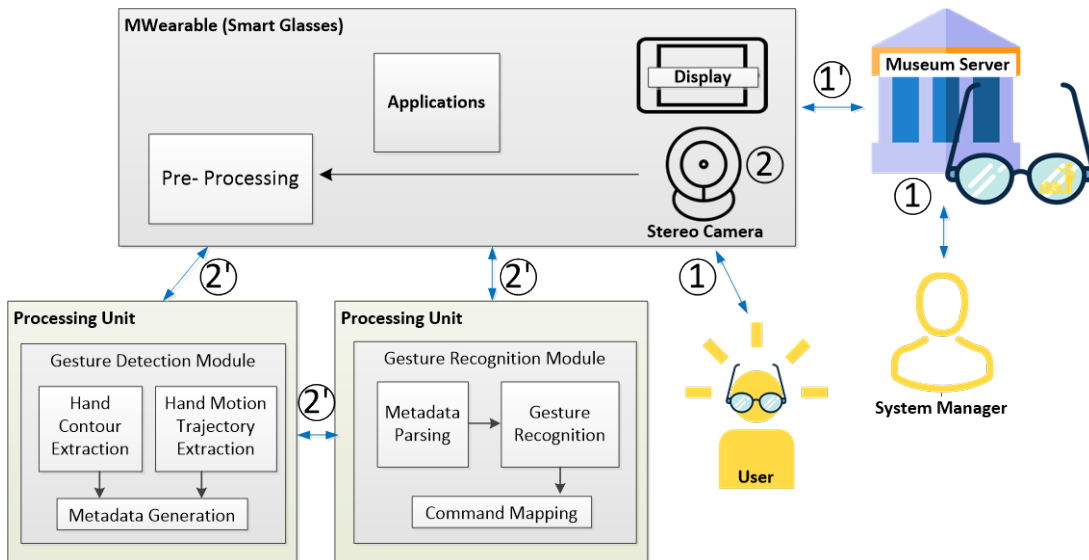 MWearable (Smart Glasses)
Display
Applications
Pre- Processing
2
Stereo Camera
1'
Museum Server
1
System Manager
2'
2'
1
User
Processing Unit
Gesture Detection Module
Hand
Contour
Extraction
Hand Motion
Trajectory
Extraction
Metadata Generation
2'
Processing Unit
Gesture Recognition Module
Metadata
Parsing
Gesture
Recognition
Command Mapping